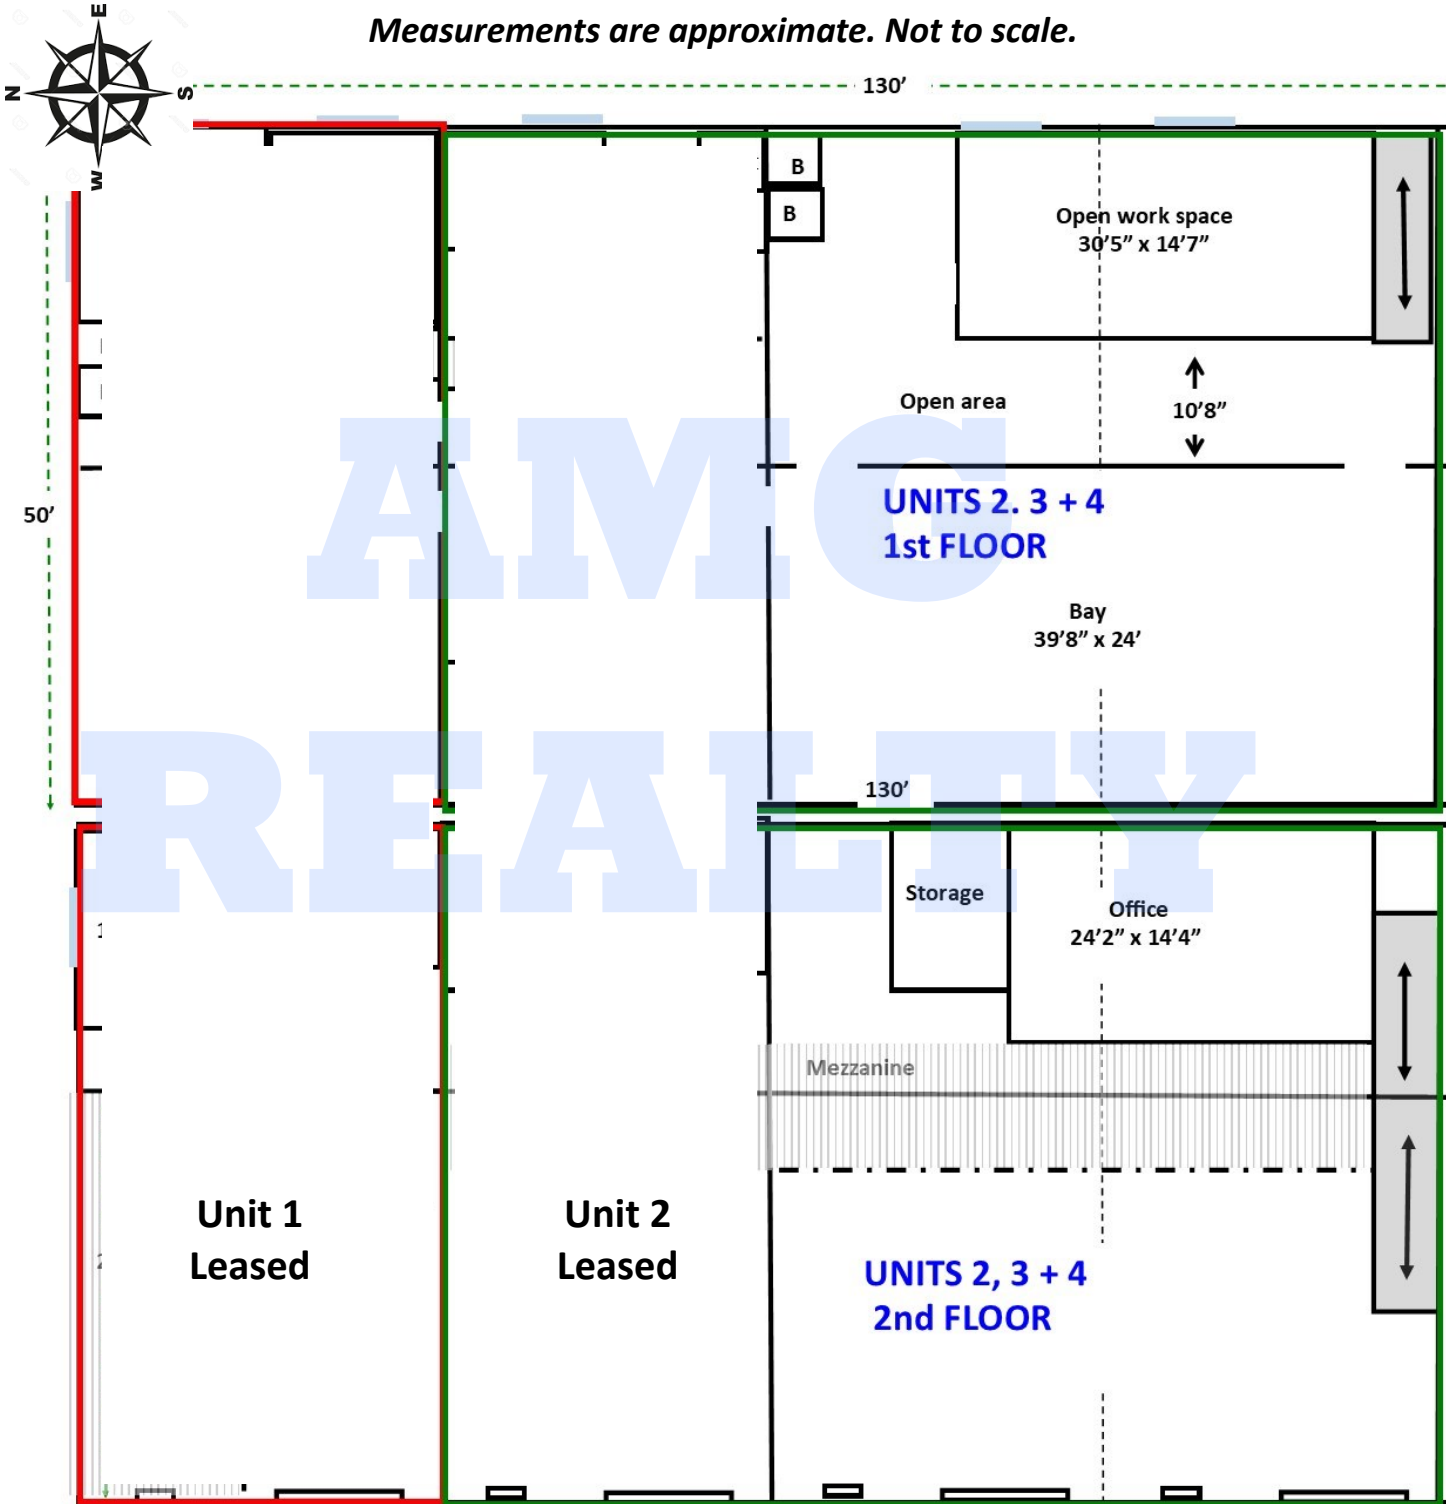 Measurements are approximate. Not to scale.
E
N
S
W
130’
B
B
Open work space
30’5” x 14’7”
Open area
10’8”
50’
AMG
UNITS 2. 3 + 4
1st FLOOR
Bay
39’8” x 24’
REALTY
130’
Storage
Office
24’2” x 14’4”
Mezzanine
Unit 1
Leased
Unit 2
Leased
UNITS 2, 3 + 4
2nd FLOOR